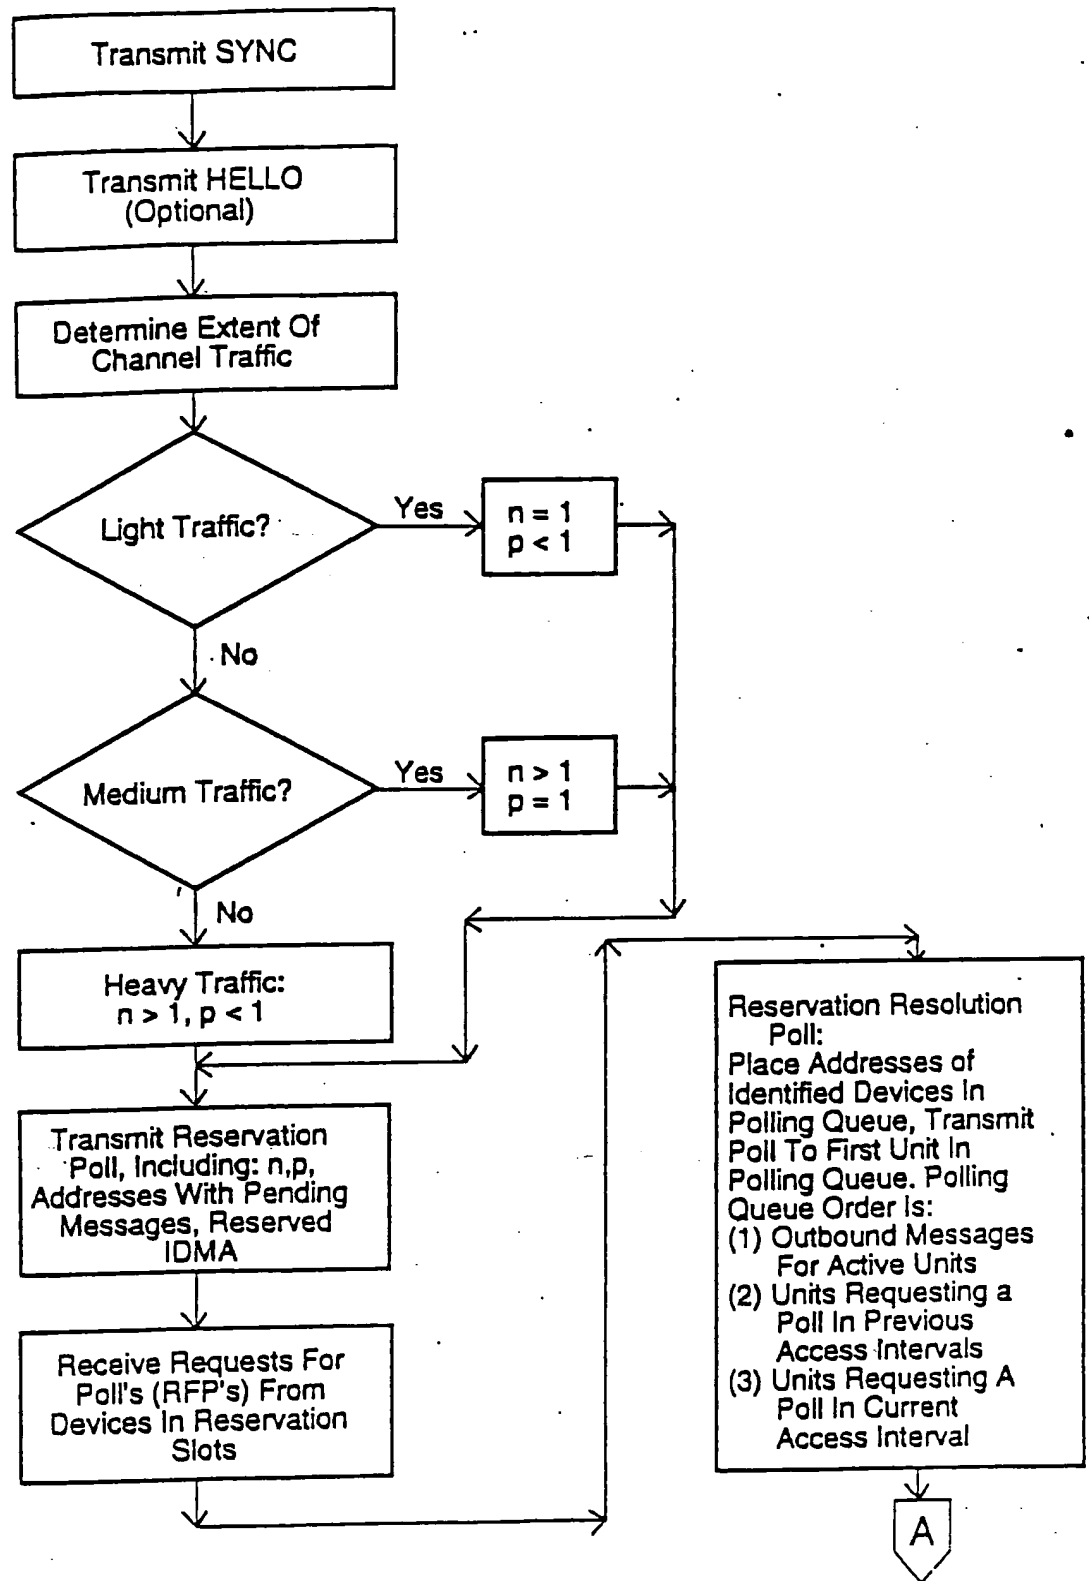 Transmit SYNC
Transmit HELLO
(Optional)
Determine Extent Of
Channel Traffic
Light Traffic?
Yes
n = 1
p < 1
No
Medium Traffic?
Yes
n > 1
p = 1
No
Heavy Traffic:
n > 1, p < 1
Transmit Reservation
Poll, Including: n,p,
Addresses With Pending
Messages, Reserved
IDMA
Receive Requests For
Poll's (RFP's) From
Devices In Reservation
Slots
Reservation Resolution
Poll:
Place Addresses of
Identified Devices In
Polling Queue, Transmit
Poll To First Unit In
Polling Queue. Polling
Queue Order Is:
(1) Outbound Messages
For Active Units
(2) Units Requesting a
Poll In Previous
Access Intervals
(3) Units Requesting A
Poll In Current
Access Interval
A